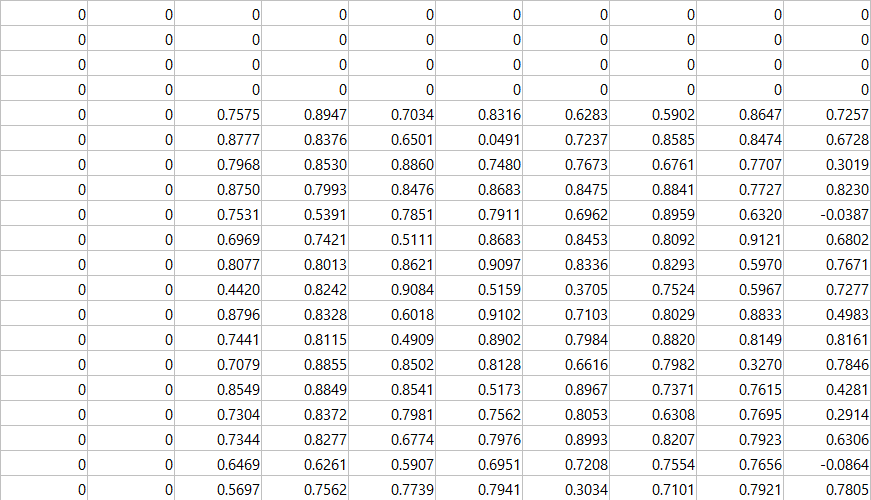 0 0 0 0 0 0 0 0 0 0
0 0 0 0 0 0 0 0 0 0
0 0 0 0 0 0 0 0 0 0
0 0 0 0 0 0 0 0 0 0
0 0 0.7575 0.8947 0.7034 0.8316 0.6283 0.5902 0.8647 0.7257
0 0 0.8777 0.8376 0.6501 0.0491 0.7237 0.8585 0.8474 0.6728
0 0 0.7968 0.8530 0.8860 0.7480 0.7673 0.6761 0.7707 0.3019
0 0 0.8750 0.7993 0.8476 0.8683 0.8475 0.8841 0.7727 0.8230
0 0 0.7531 0.5391 0.7851 0.7911 0.6962 0.8959 0.6320 -0.0387
0 0 0.6969 0.7421 0.5111 0.8683 0.8453 0.8092 0.9121 0.6802
0 0 0.8077 0.8013 0.8621 0.9097 0.8336 0.8293 0.5970 0.7671
0 0 0.4420 0.8242 0.9084 0.5159 0.3705 0.7524 0.5967 0.7277
0 0 0.8796 0.8328 0.6018 0.9102 0.7103 0.8029 0.8833 0.4983
0 0 0.7441 0.8115 0.4909 0.8902 0.7984 0.8820 0.8149 0.8161
0 0 0.7079 0.8855 0.8502 0.8128 0.6616 0.7982 0.3270 0.7846
0 0 0.8549 0.8849 0.8541 0.5173 0.8967 0.7371 0.7615 0.4281
0 0 0.7304 0.8372 0.7981 0.7562 0.8053 0.6308 0.7695 0.2914
0 0 0.7344 0.8277 0.6774 0.7976 0.8993 0.8207 0.7923 0.6306
0 0 0.6469 0.6261 0.5907 0.6951 0.7208 0.7554 0.7656 -0.0864
0 0 0.5697 0.7562 0.7739 0.7941 0.3034 0.7101 0.7921 0.7805